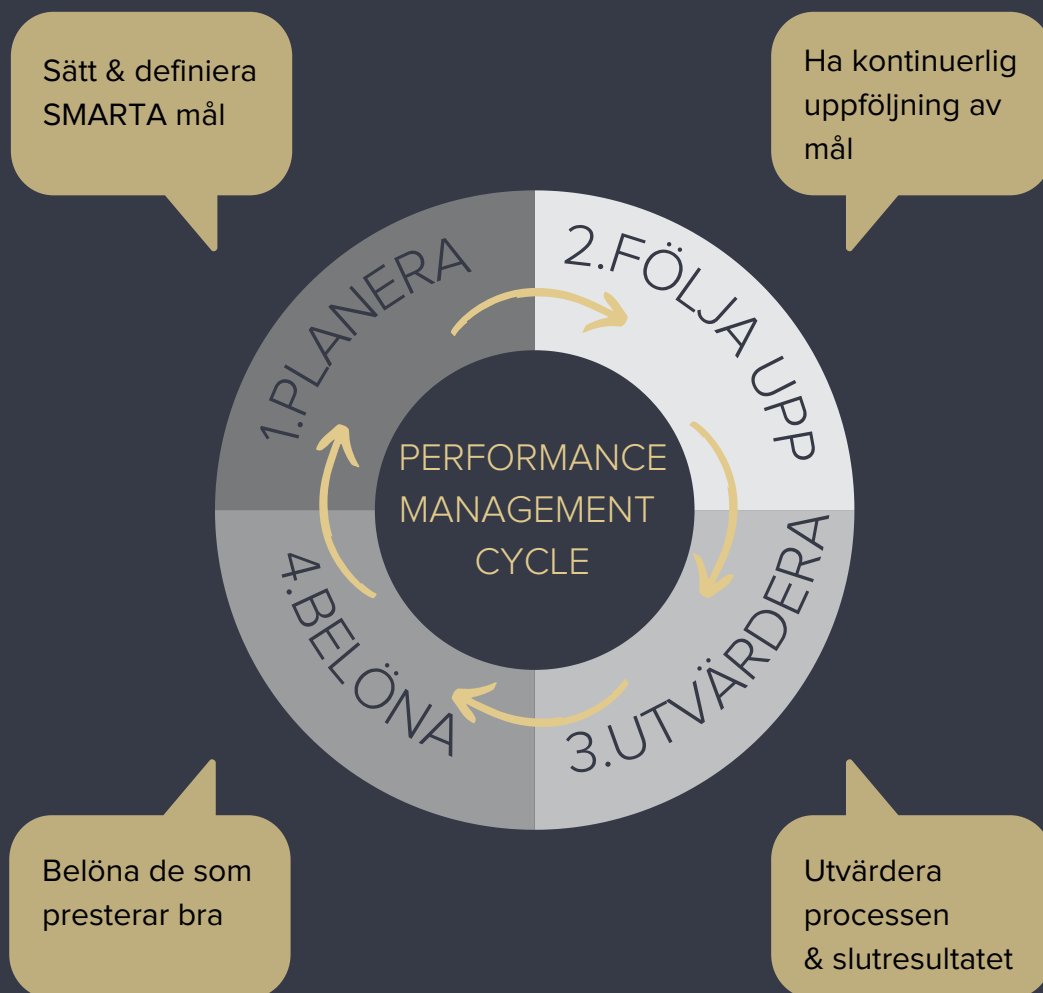 Sätt & definiera
SMARTA mål
Ha kontinuerlig
uppföljning av
mål
1.PLANERA
2.FÖLJA UPP
PERFORMANCE
MANAGEMENT
CYCLE
4.BELÖNA
3.UTVÄRDERA
Belöna de som
presterar bra
Utvärdera
processen
& slutresultatet